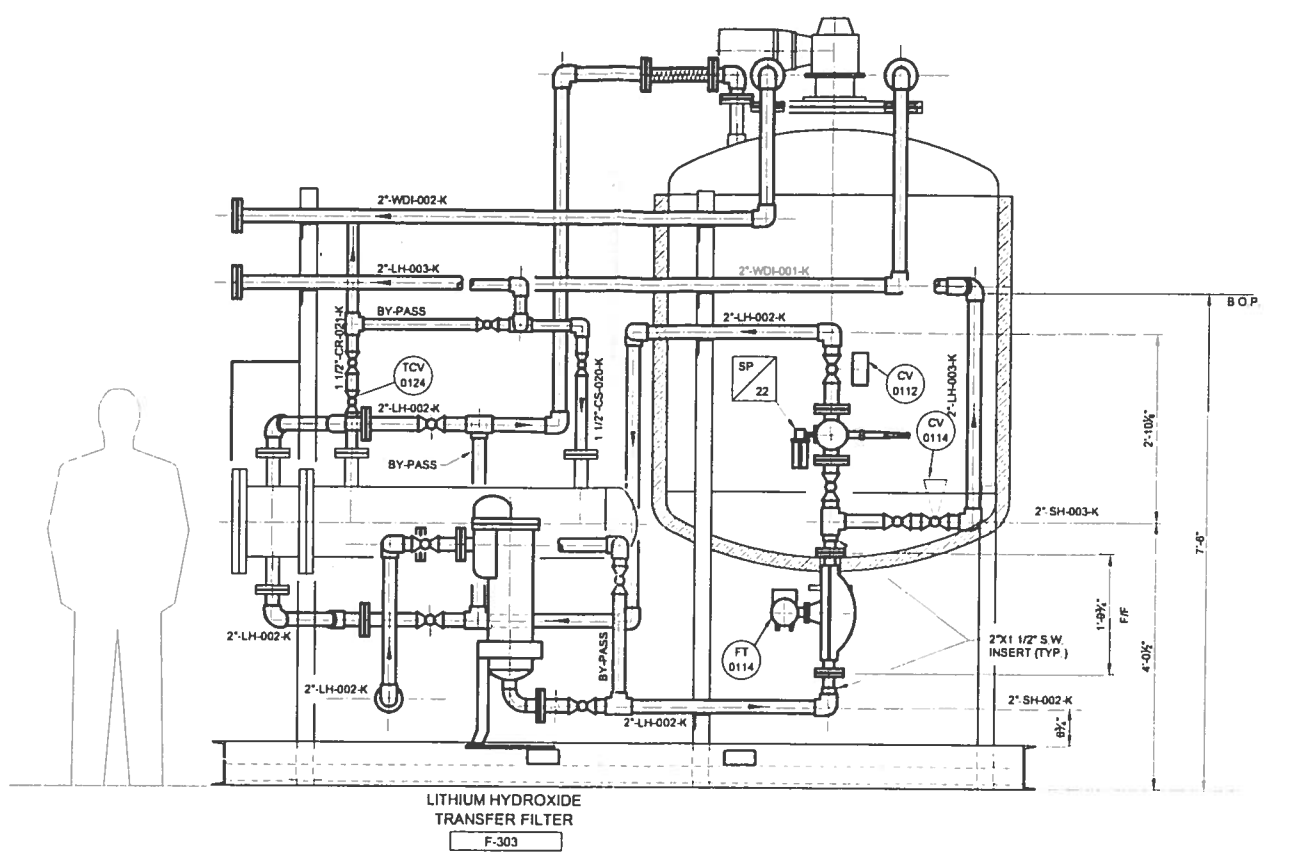 2"-WDI-002-K
2"-LH-003-K
2"-WDI-001-K
B.O.P.
BY-PASS
2"-LH-002-K
1 1/2"-CR-021-K
TCV
0124
SP
22
CV
0112
2"-LH-003-K
2'-10⅛"
1 1/2"-CS-020-K
2"-LH-002-K
CV
0114
BY-PASS
2"-SH-003-K
7'-6"
1'-9¾"
F/F
4'-0½"
2"-LH-002-K
BY-PASS
FT
0114
2"X1 1/2" S.W.
INSERT (TYP.)
2"-LH-002-K
2"-SH-002-K
2"-LH-002-K
6¾"
LITHIUM HYDROXIDE
TRANSFER FILTER
F-303